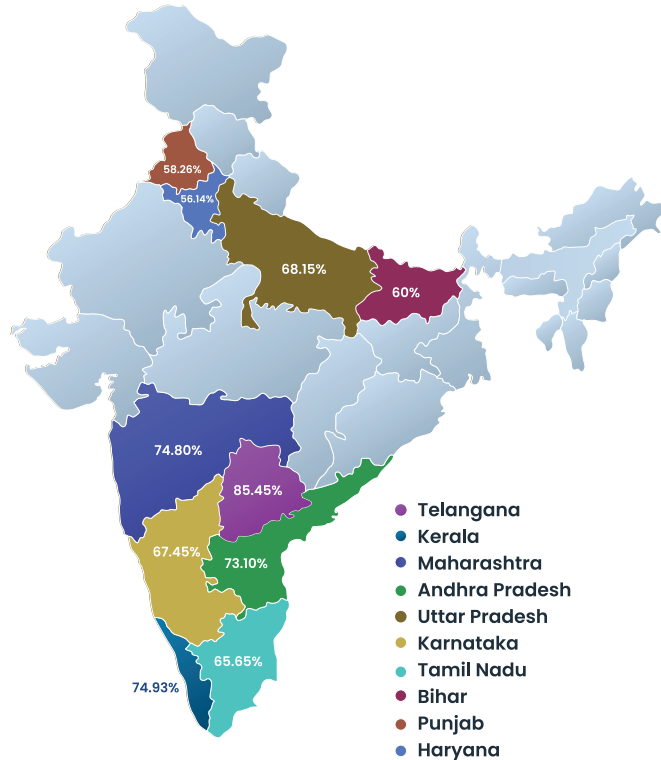 58.26%
56.14%
68.15%
60%
74.80%
85.45%
67.45%
73.10%
65.65%
74.93%
Telangana
Kerala
Maharashtra
Andhra Pradesh
Uttar Pradesh
Karnataka
Tamil Nadu
Bihar
Punjab
Haryana